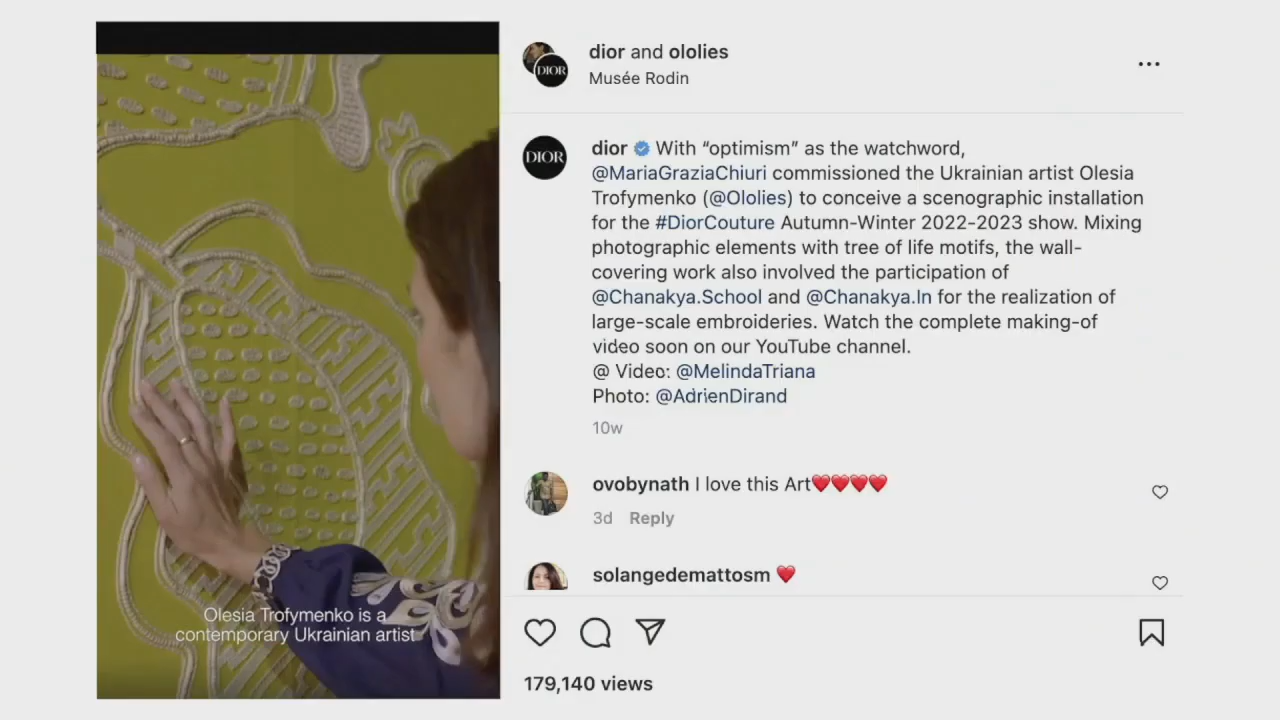 dior and ololies
Musée Rodin
DIOR
DIOR
dior With “optimism” as the watchword,
@MariaGraziaChiuri commissioned the Ukrainian artist Olesia
Trofymenko (@Ololies) to conceive a scenographic installation
for the #DiorCouture Autumn-Winter 2022-2023 show. Mixing
photographic elements with tree of life motifs, the wall-
covering work also involved the participation of
@Chanakya.School and @Chanakya.In for the realization of
large-scale embroideries. Watch the complete making-of
video soon on our YouTube channel.
@ Video: @MelindaTriana
Photo: @AdrienDirand
10w
ovobynath I love this Art❤️❤️❤️❤️
3d Reply
solangedemattosm ❤️
179,140 views
Olesia Trofymenko is a
contemporary Ukrainian artist